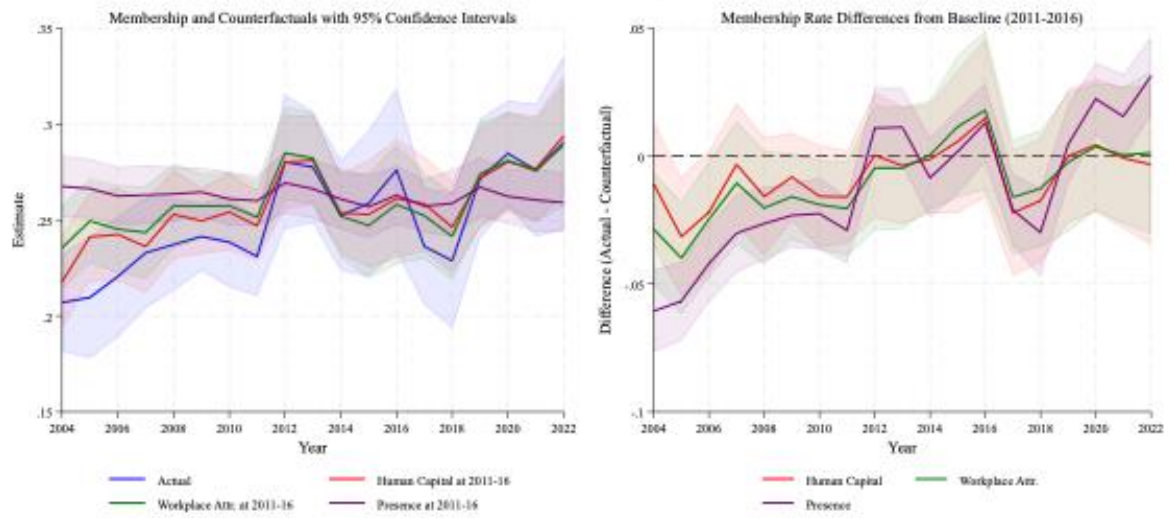 Membership and Counterfactuals with 95% Confidence Intervals
.35
.3
.25
.2
.15
Estimate
2004 2006 2008 2010 2012 2014 2016 2018 2020 2022
Year
Actual
Human Capital at 2011-16
Workplace Attr. at 2011-16
Presence at 2011-16
Membership Rate Differences from Baseline (2011-2016)
.05
0
-.05
-.1
Difference (Actual - Counterfactual)
2004 2006 2008 2010 2012 2014 2016 2018 2020 2022
Year
Human Capital
Workplace Attr.
Presence